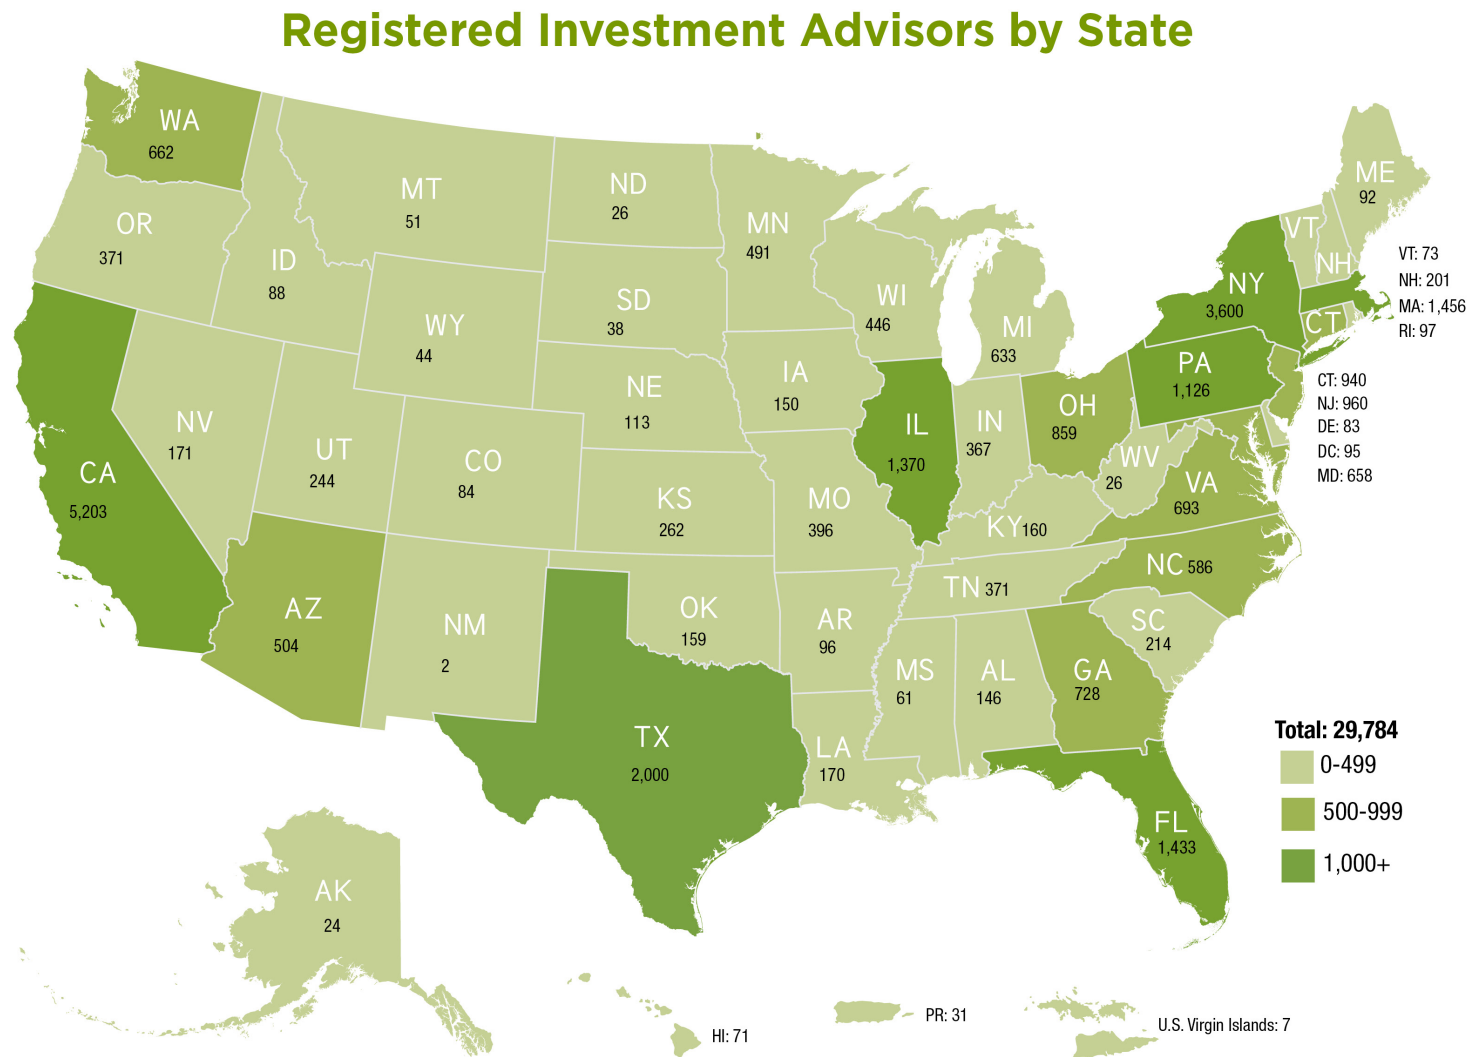 Registered Investment Advisors by State
WA
662
OR
371
ID
88
MT
51
ND
26
MN
491
WI
446
MI
633
ME
92
VT
NH
VT: 73
NH: 201
MA: 1,456
RI: 97
NY
3,600
CT
PA
1,126
CT: 940
NJ: 960
DE: 83
DC: 95
MD: 658
WY
44
SD
38
NE
113
IA
150
IL
1,370
IN
367
OH
859
WV
26
VA
693
NV
171
UT
244
CO
84
CA
5,203
KS
262
MO
396
KY 160
TN 371
NC 586
SC
214
AZ
504
NM
2
OK
159
AR
96
MS
61
AL
146
GA
728
TX
2,000
LA
170
FL
1,433
Total: 29,784
0-499
500-999
1,000+
AK
24
HI: 71
PR: 31
U.S. Virgin Islands: 7